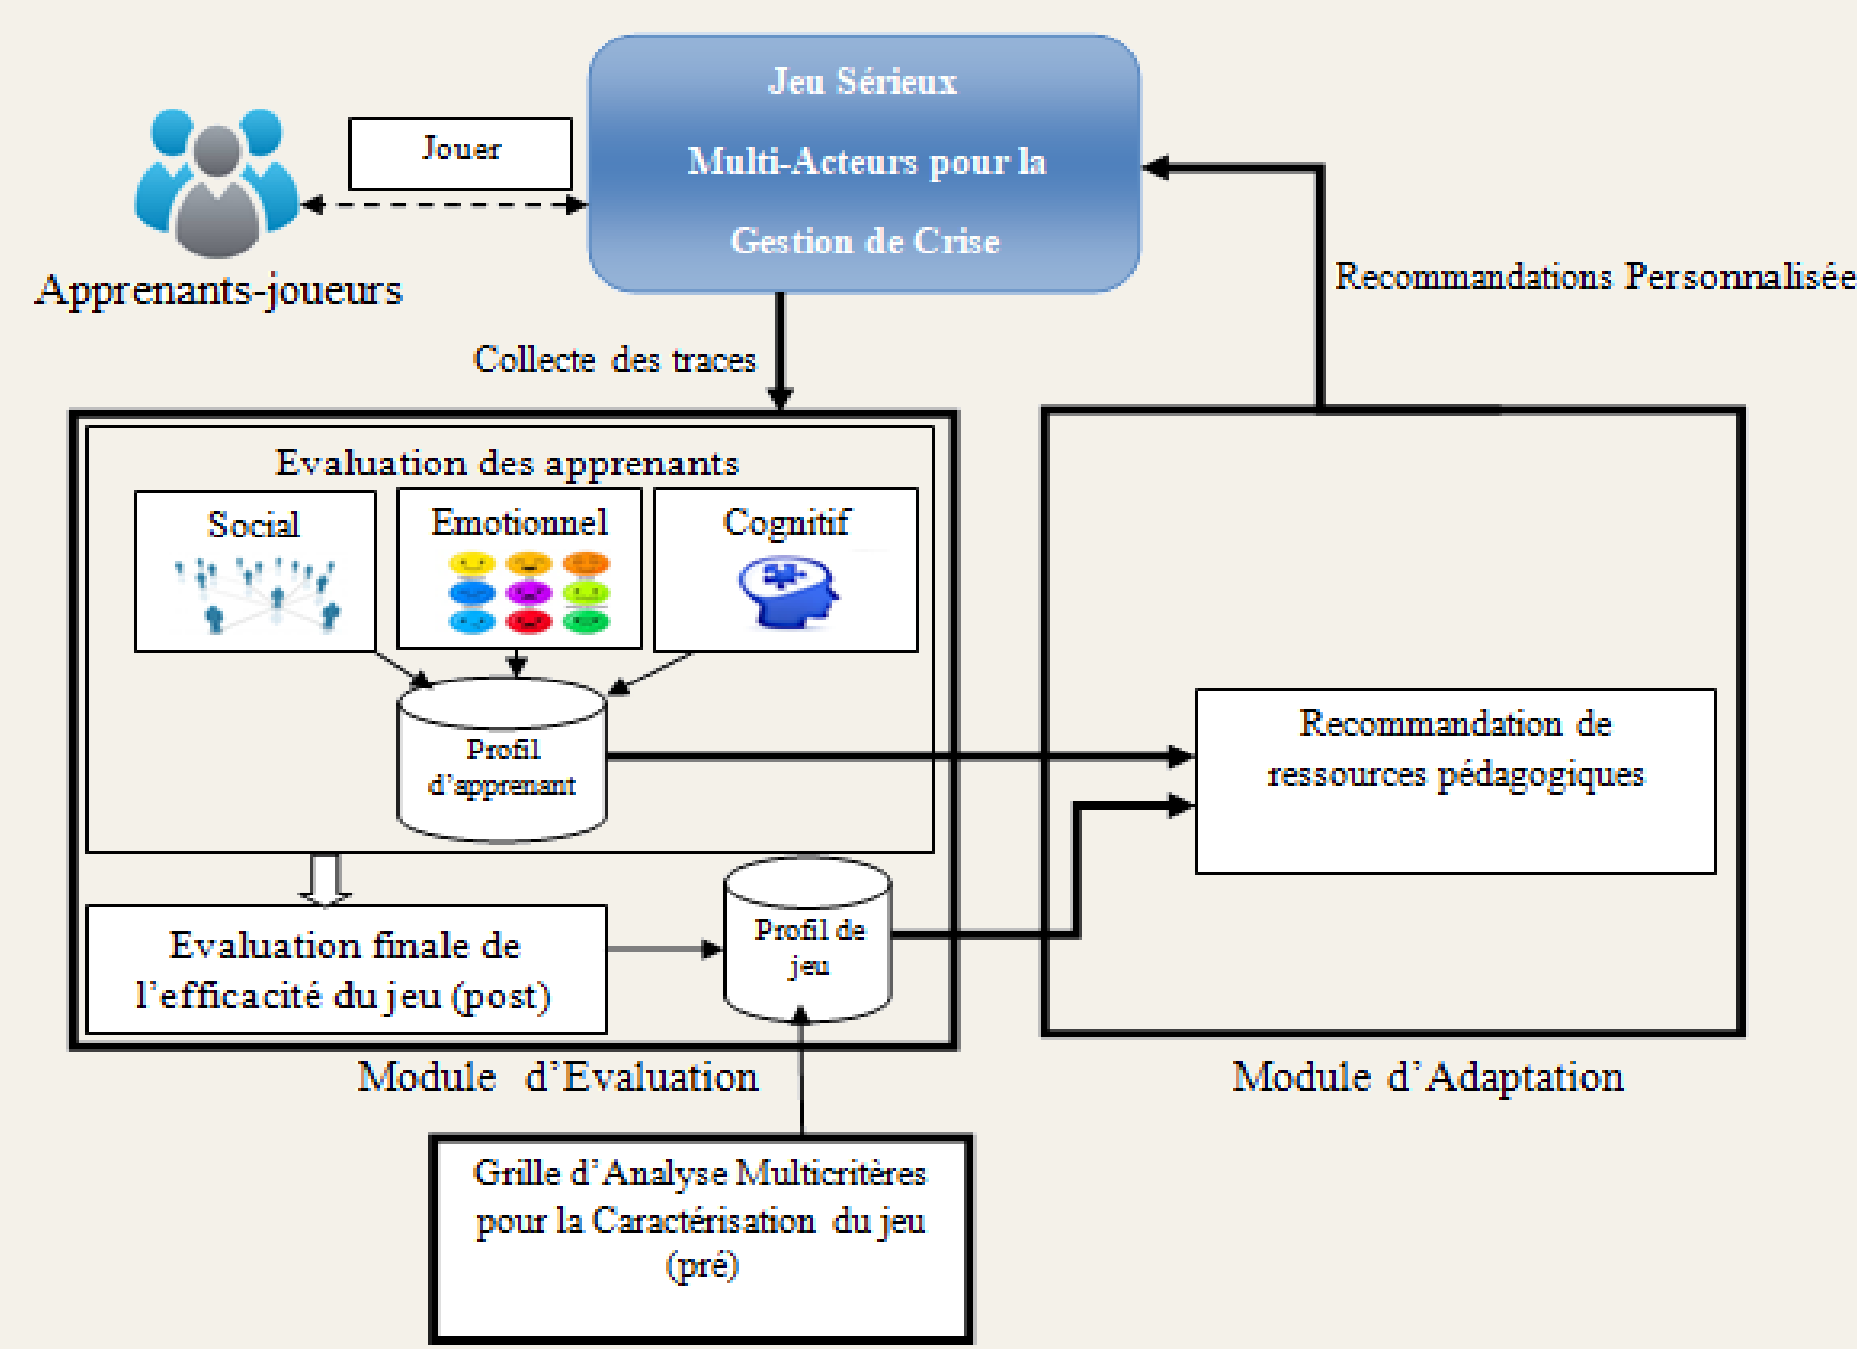 Jeu Sérieux
Multi-Acteurs pour la
Gestion de Crise
Jouer
Apprenants-joueurs
Recommandations Personnalisée
Collecte des traces
Evaluation des apprenants
Social
Emotionnel
Cognitif
Profil
d’apprenant
Recommandation de
ressources pédagogiques
Evaluation finale de
l’efficacité du jeu (post)
Profil de
jeu
Module d’Evaluation
Module d’Adaptation
Grille d’Analyse Multicritères
pour la Caractérisation du jeu
(pré)